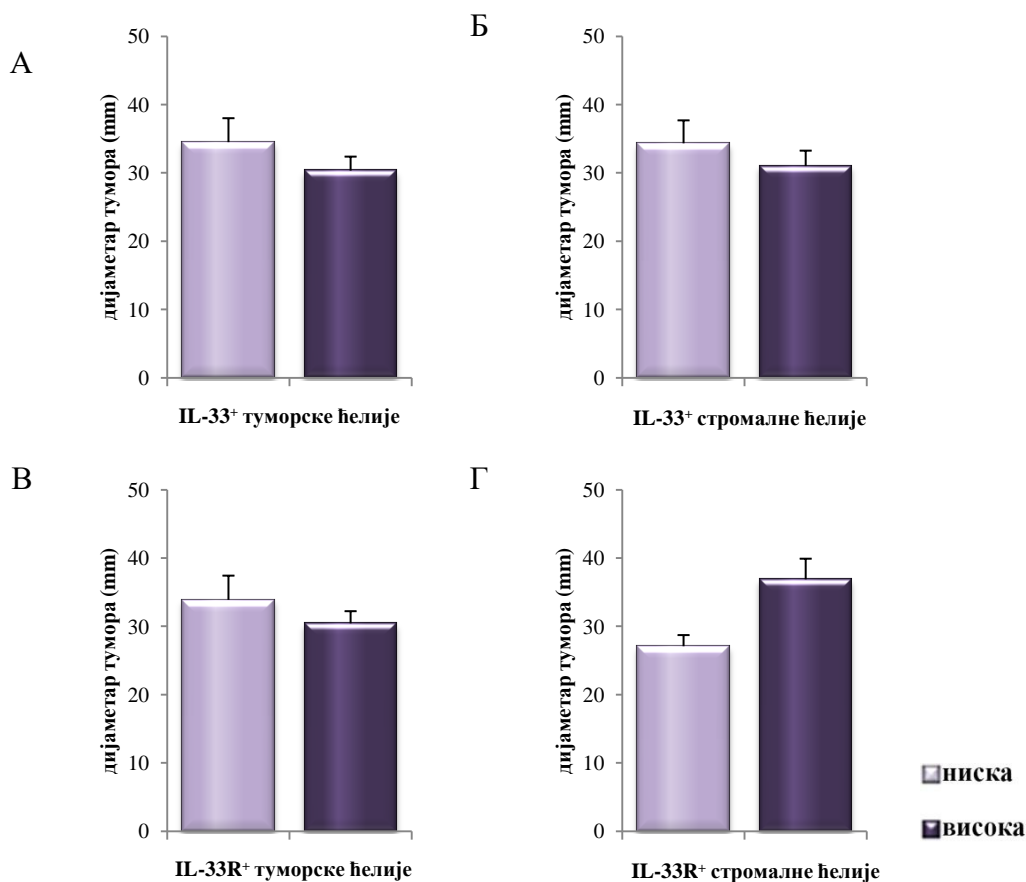 А
50
40
30
20
10
0
дијаметар тумора (mm)
IL-33⁺ туморске ћелије
Б
50
40
30
20
10
0
дијаметар тумора (mm)
IL-33⁺ стромалне ћелије
В
50
40
30
20
10
0
дијаметар тумора (mm)
IL-33R⁺ туморске ћелије
Г
50
40
30
20
10
0
дијаметар тумора (mm)
IL-33R⁺ стромалне ћелије
ниска
висока